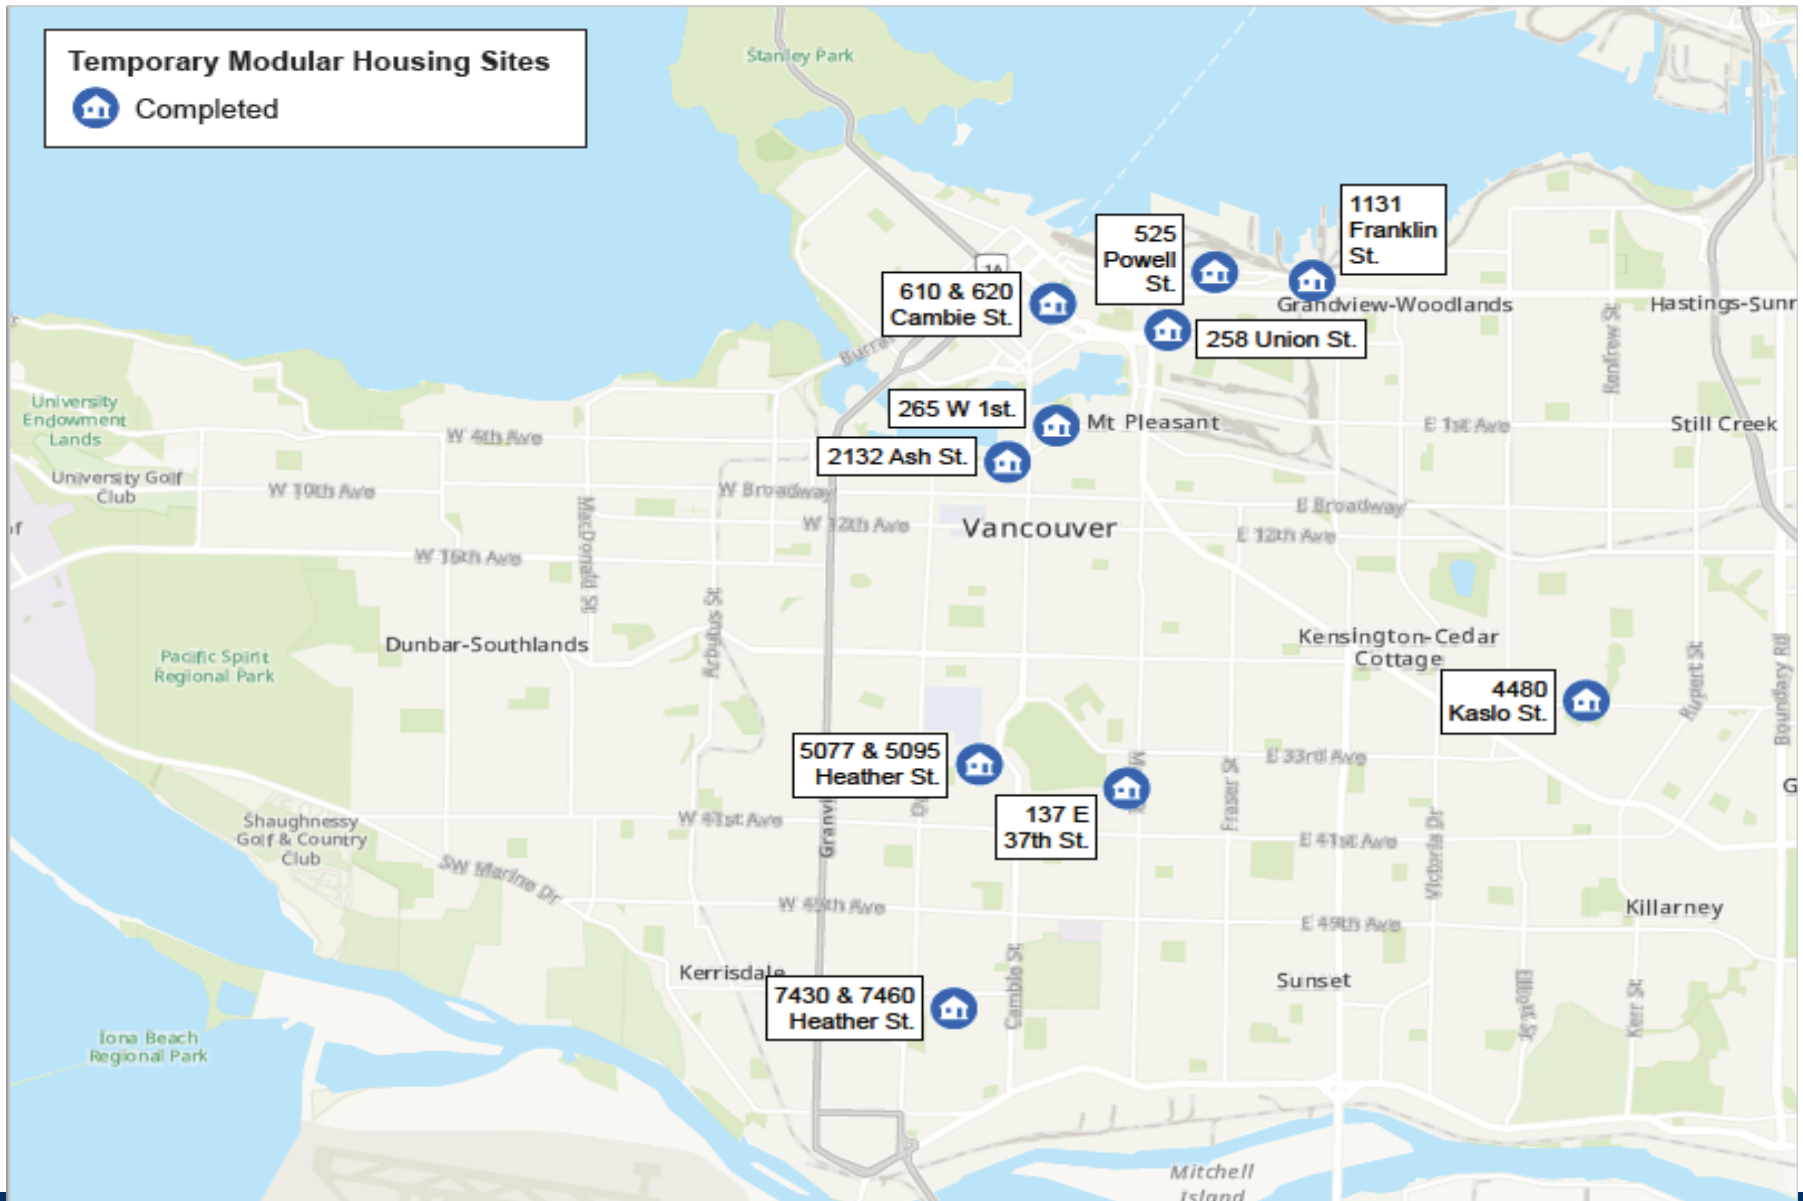 Temporary Modular Housing Sites
Completed
Stanley Park
1131
Franklin
St.
525
Powell
St.
1A
610 & 620
Cambie St.
Grandview-Woodlands
258 Union St.
Renfrew St
University
Endowment
Lands
W 4th Ave
265 W 1st.
Mt Pleasant
E 1st Ave
Still Creek
2132 Ash St.
University Golf
Club
W 10th Ave
W Broadway
E Broadway
MacDonald St
W 12th Ave
Vancouver
E 12th Ave
W 16th Ave
Arbutus St
Dunbar-Southlands
Kensington-Cedar
Cottage
Pacific Spirit
Regional Park
Rupert St
Boundary Rd
4480
Kaslo St.
5077 & 5095
Heather St.
E 33rd Ave
Fraser St
137 E
37th St.
Shaughnessy
Golf & Country
Club
W 41st Ave
E 41st Ave
Victoria Dr
SW Marine Dr
W 49th Ave
E 49th Ave
Killarney
Kerrisdale
Cambie St
Sunset
Elliott St
Kerr St
7430 & 7460
Heather St.
Iona Beach
Regional Park
Mitchell
Island